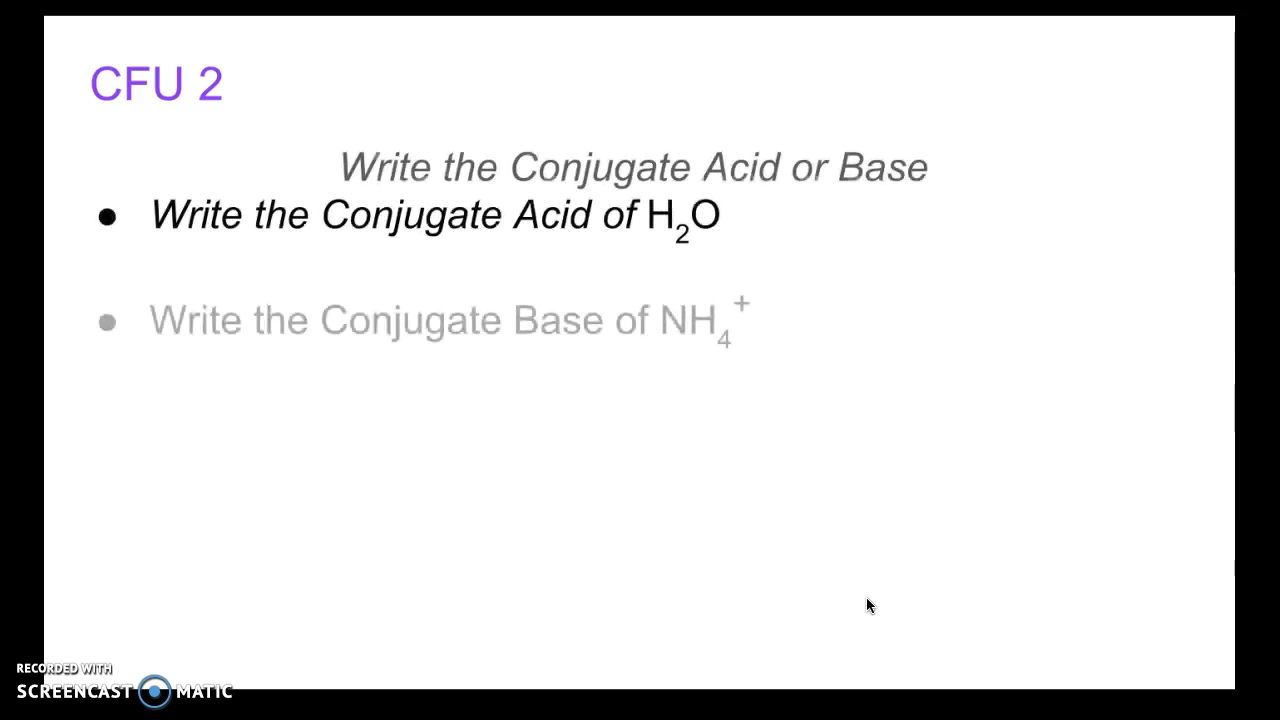 CFU 2
Write the Conjugate Acid or Base
● Write the Conjugate Acid of H₂O
● Write the Conjugate Base of NH₄⁺
RECORDED WITH
SCREENCAST MATIC